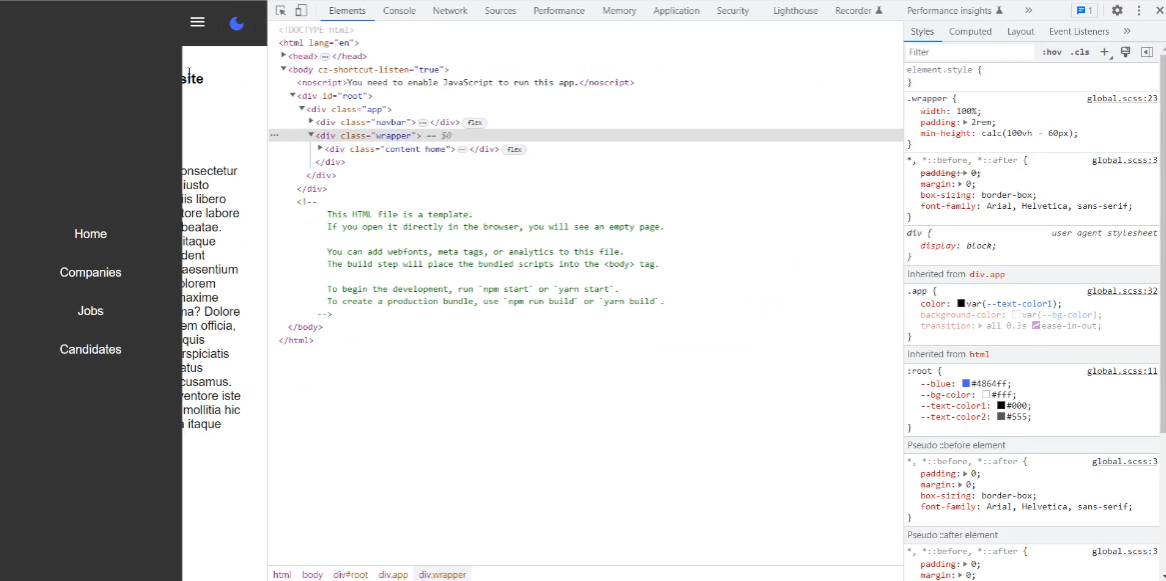 site
onsectetur
iusto
iis libero
tore labore
beatae.
itaque
dent
aesentium
olorem
maxime
na? Dolore
em officia,
quis
rspiciatis
atus
cusamus.
ventore iste
mollitia hic
a itaque
Home
Companies
Jobs
Candidates
Elements Console Network Sources Performance Memory Application Security Lighthouse Recorder Performance insights » 1
<!DOCTYPE html>
<html lang="en">
<head>⋯</head>
<body cz-shortcut-listen="true">
<noscript>You need to enable JavaScript to run this app.</noscript>
<div id="root">
<div class="app">
<div class="navbar">⋯</div> flex
⋯ <div class="wrapper"> == $0
<div class="content home">⋯</div> flex
</div>
</div>
</div>
<!--
This HTML file is a template.
If you open it directly in the browser, you will see an empty page.
You can add webfonts, meta tags, or analytics to this file.
The build step will place the bundled scripts into the <body> tag.
To begin the development, run `npm start` or `yarn start`.
To create a production bundle, use `npm run build` or `yarn build`.
-->
</body>
</html>
html body div#root div.app div.wrapper
Styles Computed Layout Event Listeners »
Filter :hov .cls +
element.style {
}
.wrapper { global.scss:23
width: 100%;
padding: 2rem;
min-height: calc(100vh - 60px);
}
*, *::before, *::after { global.scss:3
padding: 0;
margin: 0;
box-sizing: border-box;
font-family: Arial, Helvetica, sans-serif;
}
div { user agent stylesheet
display: block;
}
Inherited from div.app
.app { global.scss:32
color: var(--text-color1);
background-color: var(--bg-color);
transition: all 0.3s ease-in-out;
}
Inherited from html
:root { global.scss:11
--blue: #4864ff;
--bg-color: #fff;
--text-color1: #000;
--text-color2: #555;
}
Pseudo ::before element
*, *::before, *::after { global.scss:3
padding: 0;
margin: 0;
box-sizing: border-box;
font-family: Arial, Helvetica, sans-serif;
}
Pseudo ::after element
*, *::before, *::after { global.scss:3
padding: 0;
margin: 0;